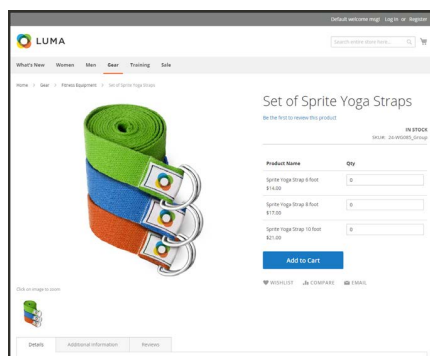 Default welcome msg! Log In or Register
LUMA
Search entire store here...
What's New Women Men Gear Training Sale
Home > Gear > Fitness Equipment > Set of Sprite Yoga Straps
Set of Sprite Yoga Straps
Be the first to review this product
IN STOCK
SKU#: 24-WG085_Group
Product Name Qty
Sprite Yoga Strap 6 foot
$14.00
0
Sprite Yoga Strap 8 foot
$17.00
0
Sprite Yoga Strap 10 foot
$21.00
0
Add to Cart
WISHLIST COMPARE EMAIL
Click on image to zoom
Details Additional Information Reviews